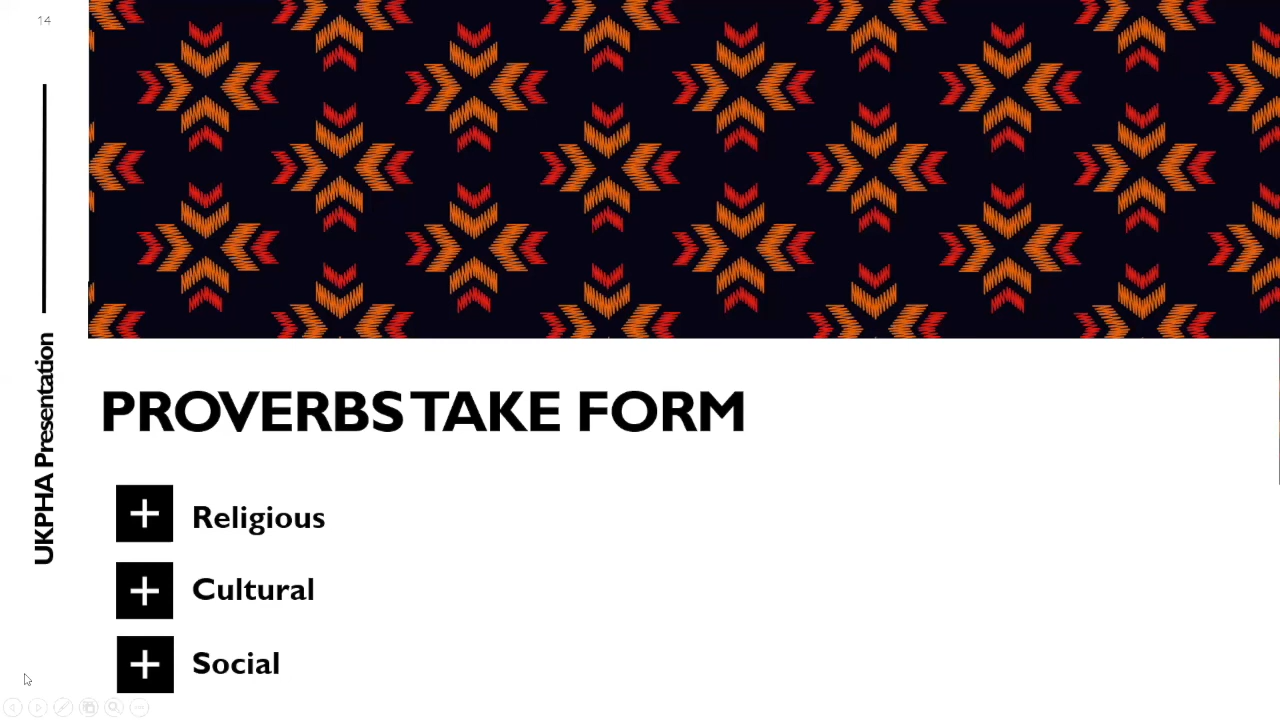 14
UKPHA Presentation
PROVERBS TAKE FORM
Religious
Cultural
Social